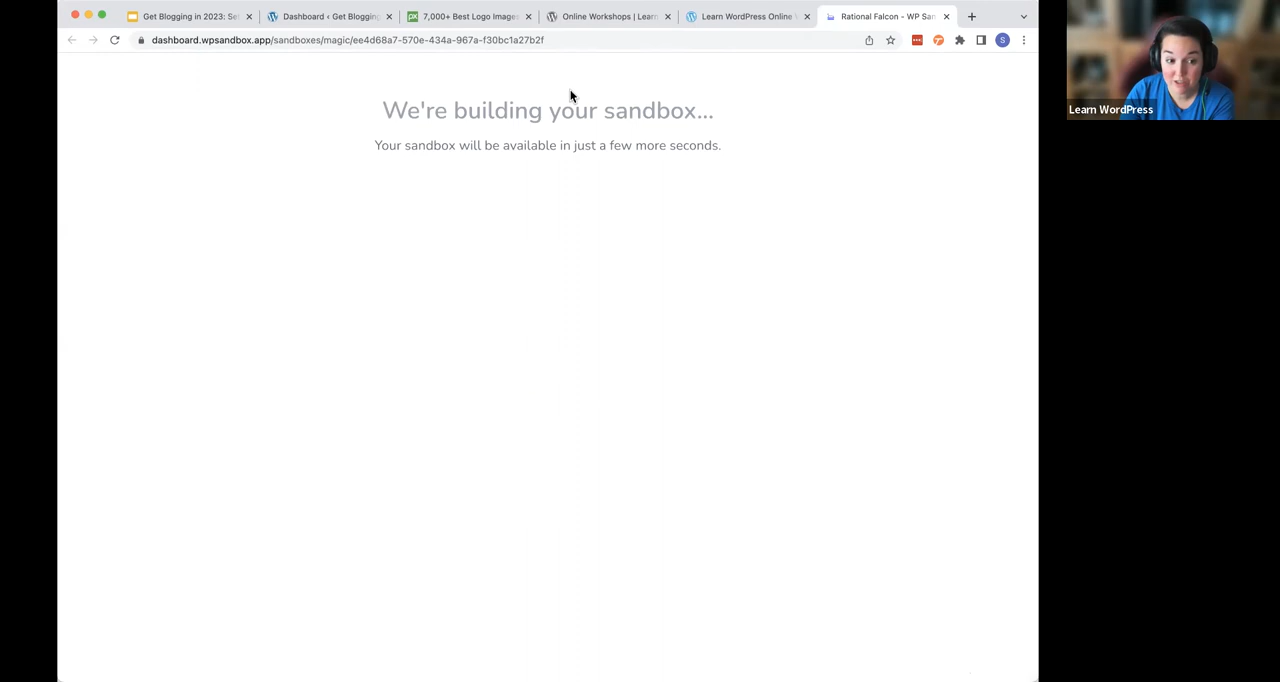 Get Blogging in 2023: Se
Dashboard ‹ Get Blogging
7,000+ Best Logo Images
Online Workshops | Learn
Learn WordPress Online
Rational Falcon - WP San
dashboard.wpsandbox.app/sandboxes/magic/ee4d68a7-570e-434a-967a-f30bc1a27b2f
S
We're building your sandbox...
Your sandbox will be available in just a few more seconds.
Learn WordPress